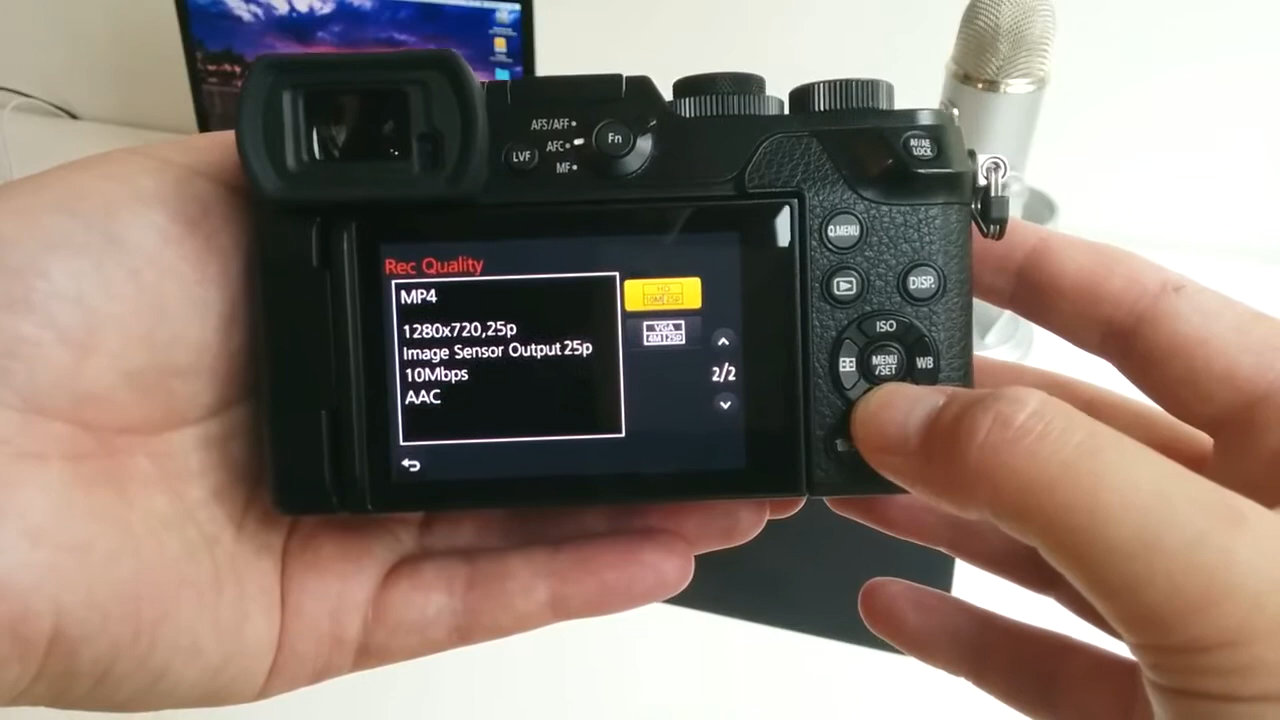 AFS/AFF
AFC
MF
LVF
Fn
AF/AE
LOCK
Q.MENU
DISP.
ISO
MENU
/SET
WB
Rec Quality
MP4
1280x720,25p
Image Sensor Output 25p
10Mbps
AAC
HD
10M 25p
VGA
4M 25p
2/2